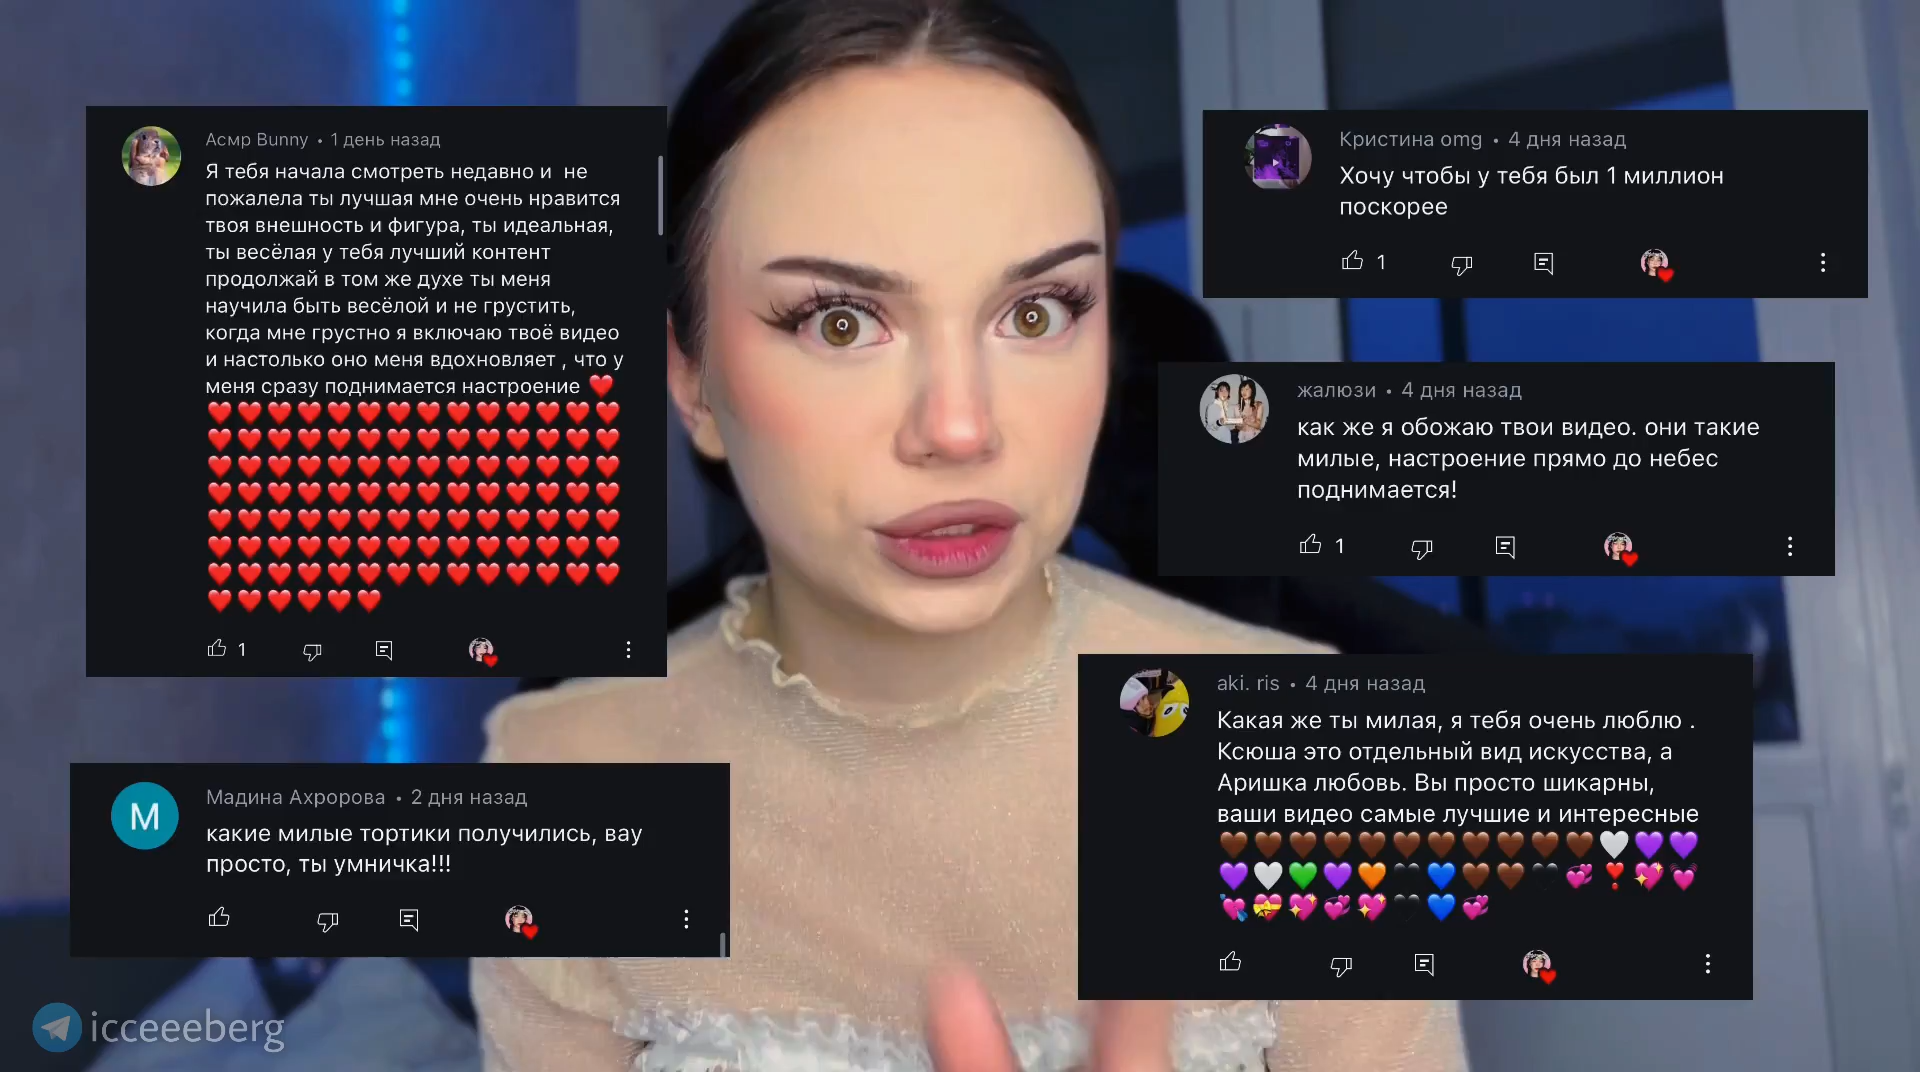 Асмр Bunny • 1 день назад
Я тебя начала смотреть недавно и не
пожалела ты лучшая мне очень нравится
твоя внешность и фигура, ты идеальная,
ты весёлая у тебя лучший контент
продолжай в том же духе ты меня
научила быть весёлой и не грустить,
когда мне грустно я включаю твоё видео
и настолько оно меня вдохновляет , что у
меня сразу поднимается настроение
1
Мадина Ахророва • 2 дня назад
M
какие милые тортики получились, вау
просто, ты умничка!!!
Кристина omg • 4 дня назад
Хочу чтобы у тебя был 1 миллион
поскорее
1
жалюзи • 4 дня назад
как же я обожаю твои видео. они такие
милые, настроение прямо до небес
поднимается!
1
aki. ris • 4 дня назад
Какая же ты милая, я тебя очень люблю .
Ксюша это отдельный вид искусства, а
Аришка любовь. Вы просто шикарны,
ваши видео самые лучшие и интересные
icceeeberg